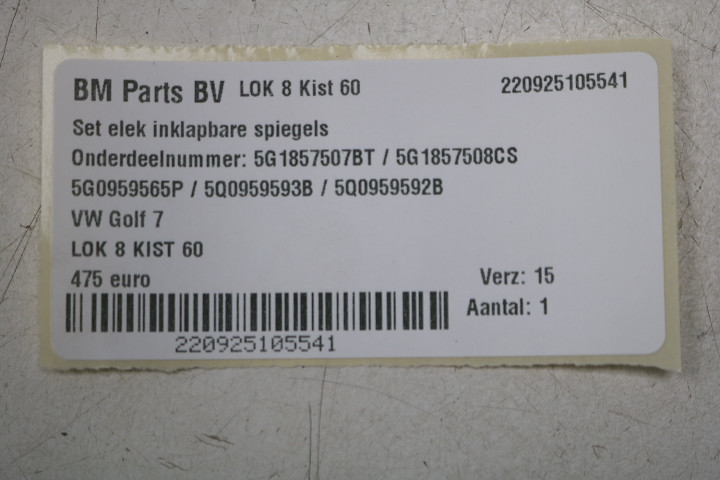 BM Parts BV LOK 8 Kist 60 220925105541
Set elek inklapbare spiegels
Onderdeelnummer: 5G1857507BT / 5G1857508CS
5G0959565P / 5Q0959593B / 5Q0959592B
VW Golf 7
LOK 8 KIST 60
475 euro Verz: 15
Aantal: 1
220925105541